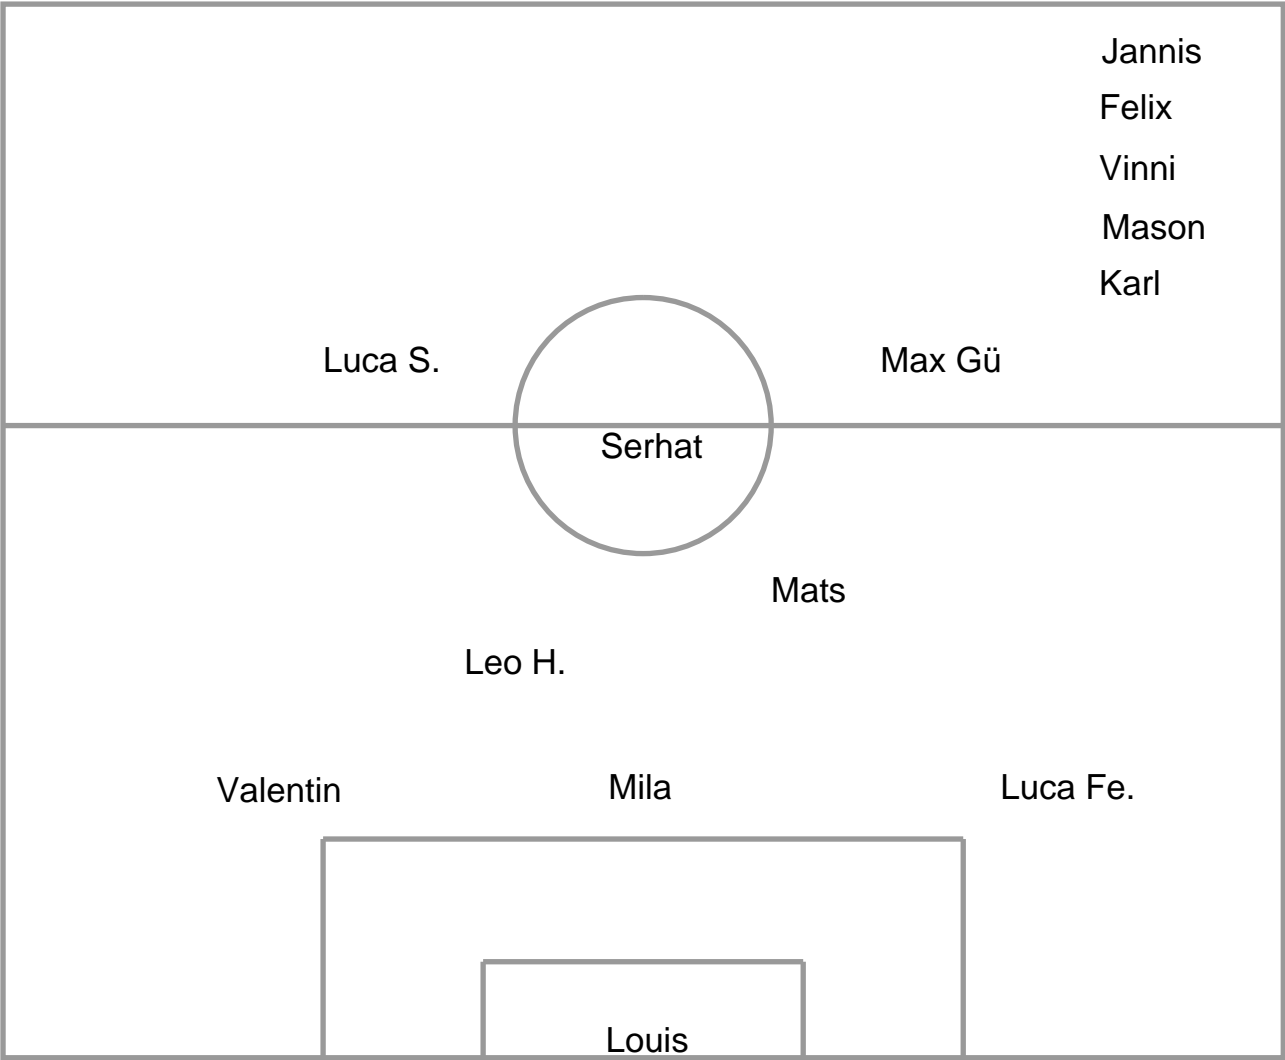 Jannis
Felix
Vinni
Mason
Karl
Luca S.
Max Gü
Serhat
Mats
Leo H.
Valentin
Mila
Luca Fe.
Louis